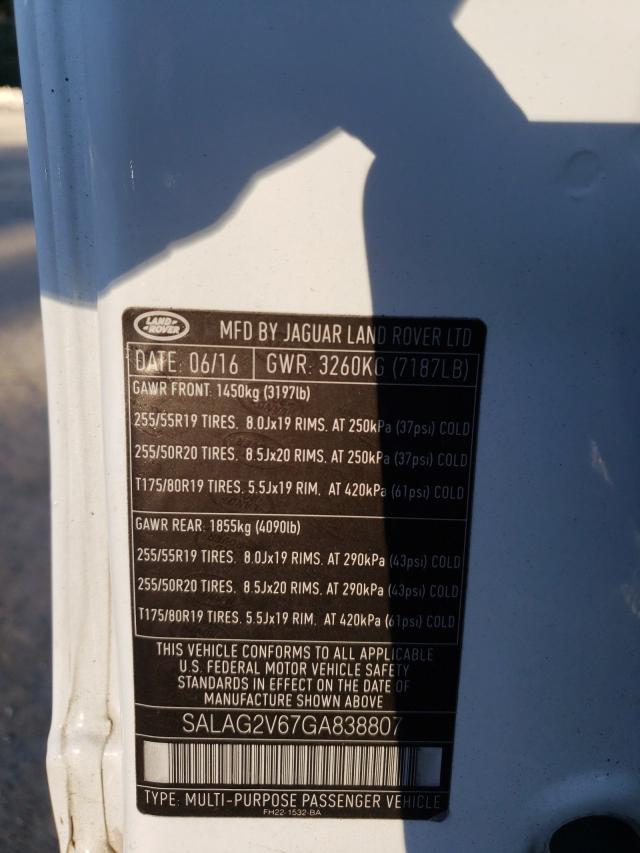 LAND ROVER
MFD BY JAGUAR LAND ROVER LTD
DATE: 06/16 GWR: 3260KG (7187LB)
GAWR FRONT: 1450kg (3197lb)
255/55R19 TIRES. 8.0Jx19 RIMS. AT 250kPa (37psi) COLD
255/50R20 TIRES. 8.5Jx20 RIMS. AT 250kPa (37psi) COLD
T175/80R19 TIRES. 5.5Jx19 RIM. AT 420kPa (61psi) COLD
GAWR REAR: 1855kg (4090lb)
255/55R19 TIRES. 8.0Jx19 RIMS. AT 290kPa (43psi) COLD
255/50R20 TIRES. 8.5Jx20 RIMS. AT 290kPa (43psi) COLD
T175/80R19 TIRES. 5.5Jx19 RIM. AT 420kPa (61psi) COLD
THIS VEHICLE CONFORMS TO ALL APPLICABLE
U.S. FEDERAL MOTOR VEHICLE SAFETY
STANDARDS IN EFFECT ON THE DATE OF
MANUFACTURE SHOWN ABOVE
SALAG2V67GA838807
TYPE: MULTI-PURPOSE PASSENGER VEHICLE
FH22-1532-BA